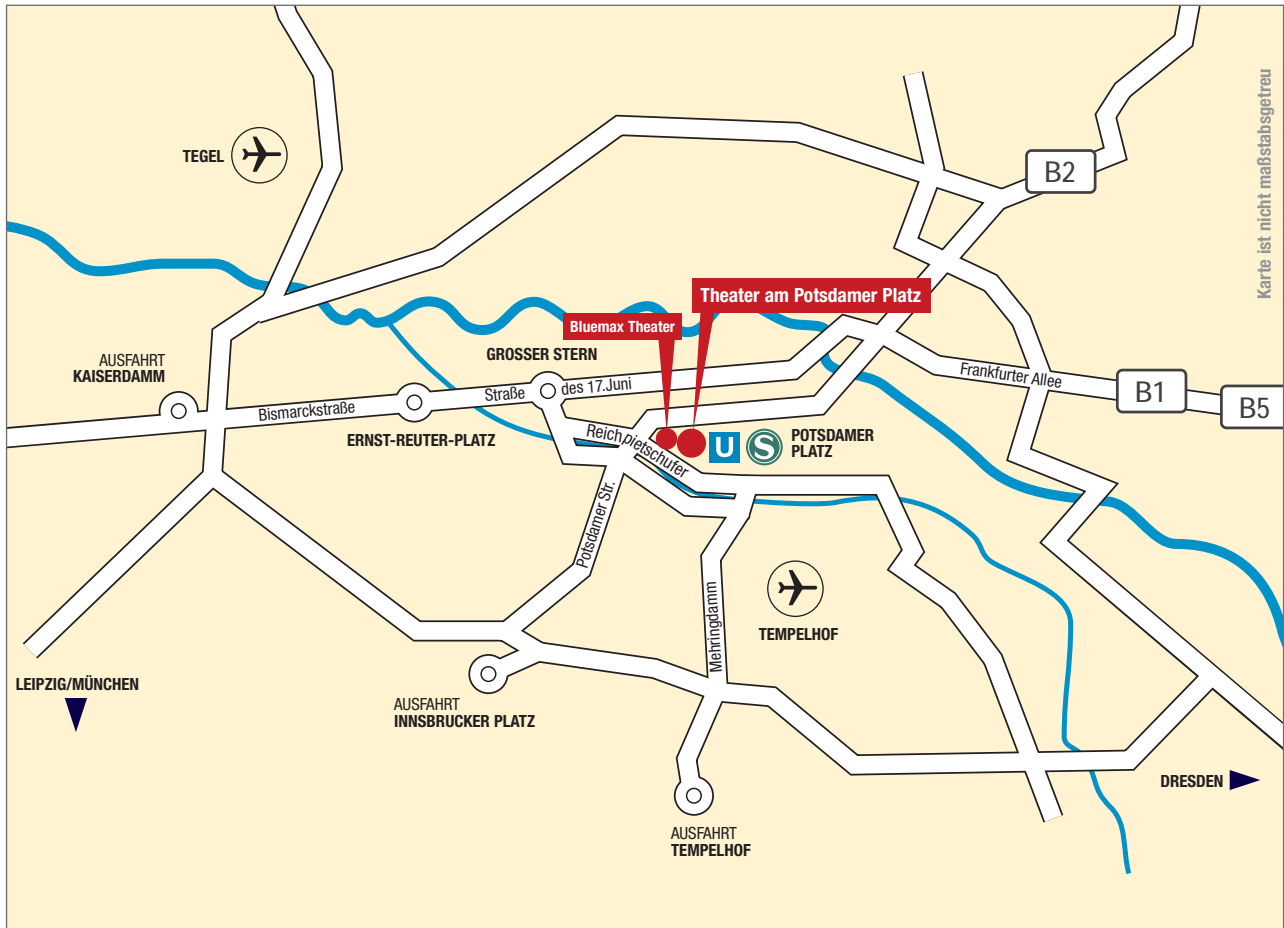 Karte ist nicht maßstabsgetreu
TEGEL
B2
Theater am Potsdamer Platz
Bluemax Theater
GROSSER STERN
AUSFAHRT
KAISERDAMM
Frankfurter Allee
B1
B5
Straße des 17.Juni
Bismarckstraße
ERNST-REUTER-PLATZ
Reichpietschufer
U
S
POTSDAMER
PLATZ
Potsdamer Str.
Mehringdamm
TEMPELHOF
LEIPZIG/MÜNCHEN
AUSFAHRT
INNSBRUCKER PLATZ
DRESDEN
AUSFAHRT
TEMPELHOF